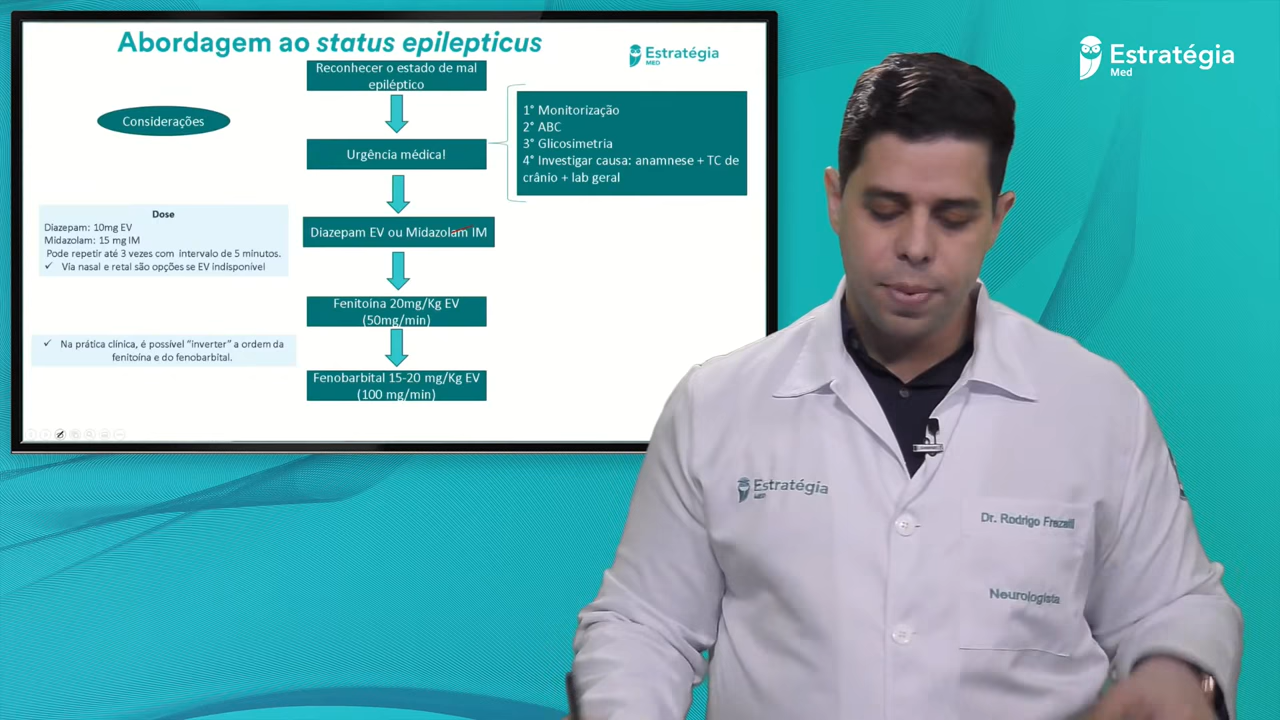 Abordagem ao status epilepticus
Estratégia
MED
Reconhecer o estado de mal
epiléptico
Considerações
Urgência médica!
1° Monitorização
2° ABC
3° Glicosimetria
4° Investigar causa: anamnese + TC de
crânio + lab geral
Dose
Diazepam: 10mg EV
Midazolam: 15 mg IM
Pode repetir até 3 vezes com intervalo de 5 minutos.
✓ Via nasal e retal são opções se EV indisponível
Diazepam EV ou Midazolam IM
Fenitoina 20mg/Kg EV
(50mg/min)
✓ Na prática clínica, é possível “inverter” a ordem da
fenitoína e do fenobarbital.
Fenobarbital 15-20 mg/Kg EV
(100 mg/min)
Estratégia
Med
Estratégia
MED
Dr. Rodrigo Frezatti
Neurologista